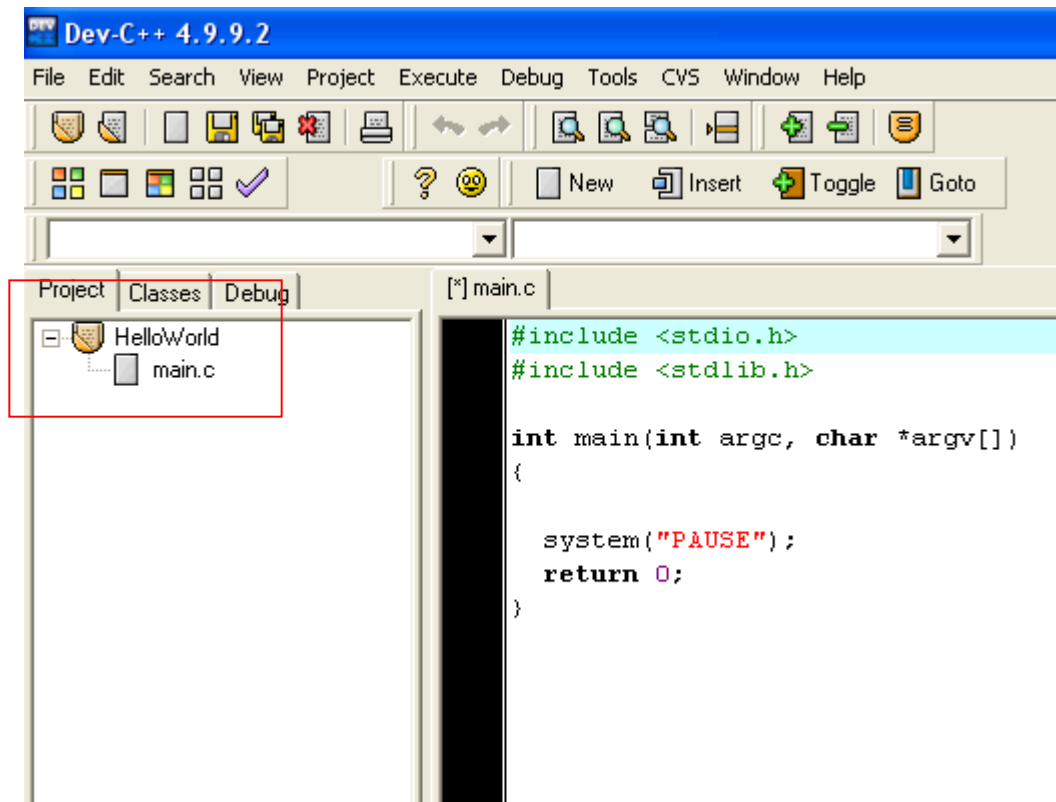 Dev-C++ 4.9.9.2
File Edit Search View Project Execute Debug Tools CVS Window Help
New Insert Toggle Goto
Project Classes Debug
[*] main.c
HelloWorld
main.c
#include <stdio.h>
#include <stdlib.h>
int main(int argc, char *argv[])
{
system("PAUSE");
return 0;
}